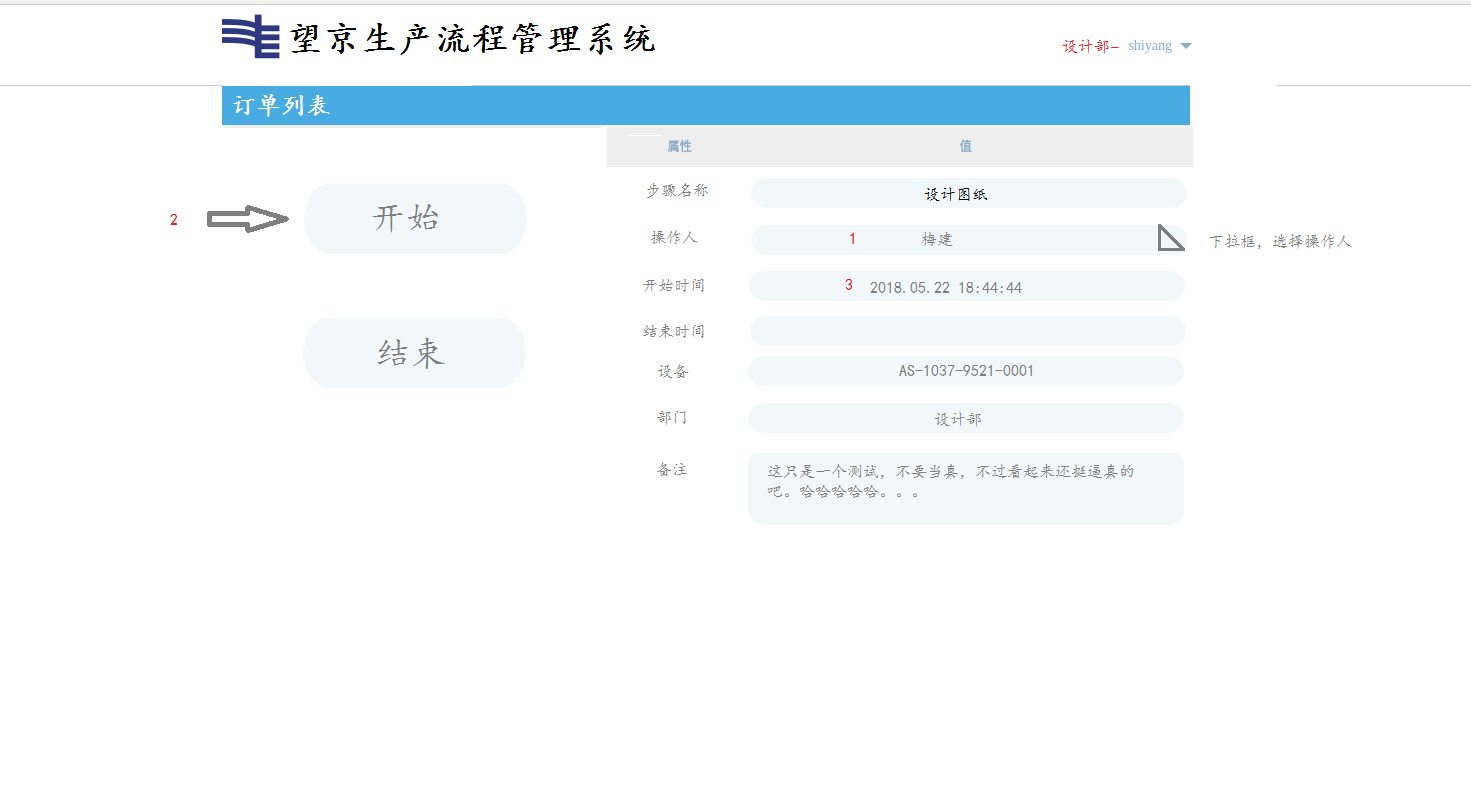 望京生产流程管理系统
设计部- shiyang
订单列表
属性 值
步骤名称 设计图纸
2 开始
操作人 1 梅建 下拉框，选择操作人
开始时间 3 2018.05.22 18:44:44
结束时间
结束
设备 AS-1037-9521-0001
部门 设计部
备注 这只是一个测试，不要当真，不过看起来还挺逼真的
吧。哈哈哈哈哈。。。